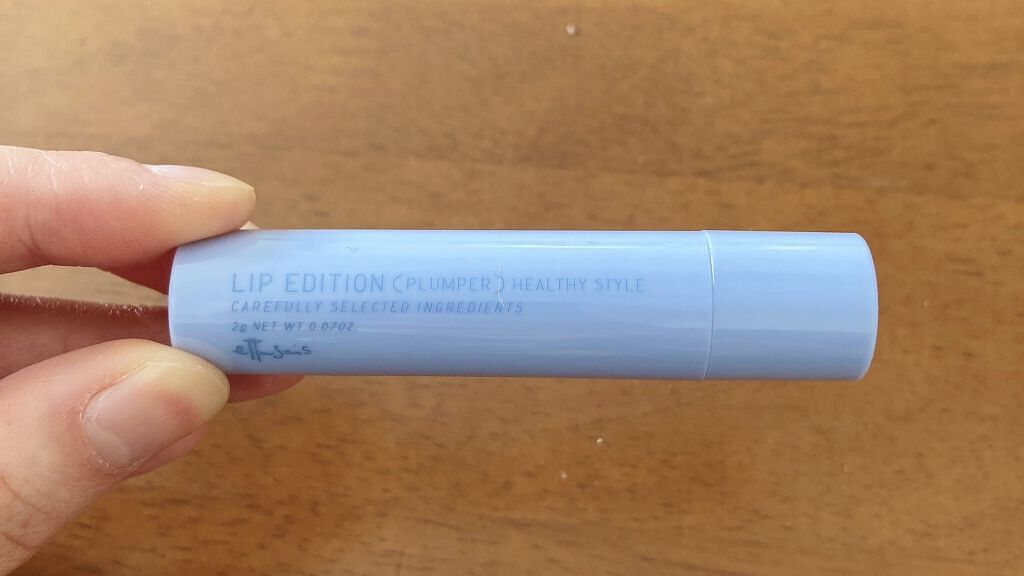 LIP EDITION (PLUMPER) HEALTHY STYLE
CAREFULLY SELECTED INGREDIENTS
2g NET WT.0.07OZ.
ettusais